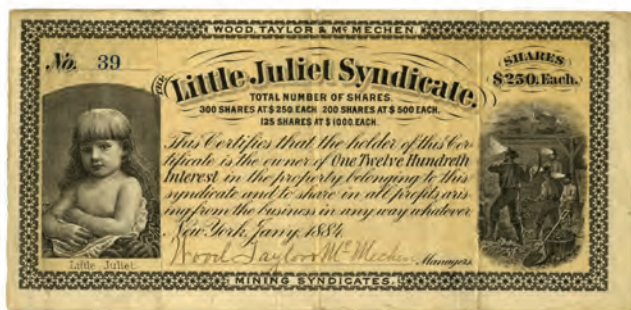 WOOD, TAYLOR & McMECHEN.
No. 39
THE Little Juliet Syndicate.
SHARES
$250. Each.
TOTAL NUMBER OF SHARES.
300 SHARES AT $250 EACH. 200 SHARES AT $500 EACH.
125 SHARES AT $1000. EACH.
This Certifies that the holder of this Cer-
tificate is the owner of One Twelve Hundreth
Interest in the property belonging to this
syndicate and to share in all profits aris-
ing from the business in any way whatever.
New York, Jany. 1884.
Wood Taylor & McMechen Managers.
Little Juliet.
MINING SYNDICATES.